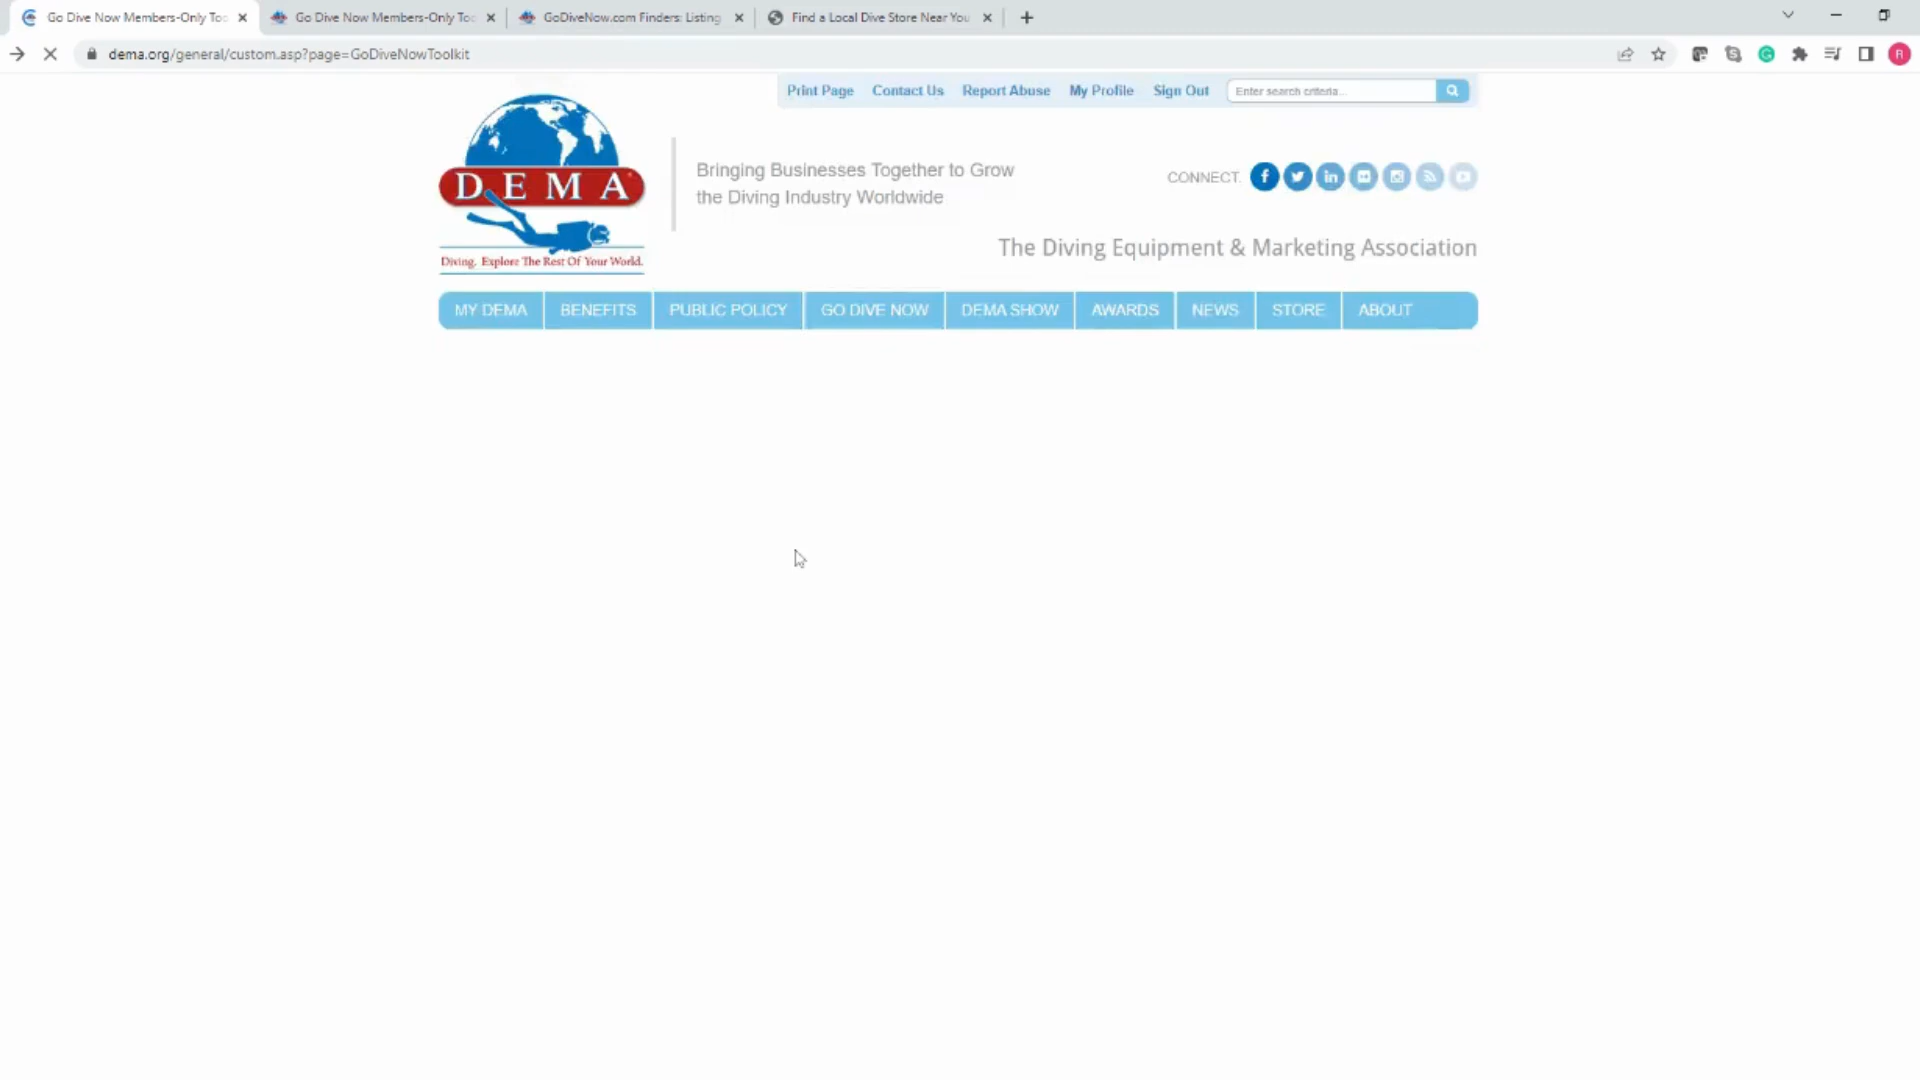 Go Dive Now Members-Only Too
Go Dive Now Members-Only Too
GoDiveNow.com Finders: Listing
Find a Local Dive Store Near You
dema.org/general/custom.asp?page=GoDiveNowToolkit
R
Print Page Contact Us Report Abuse My Profile Sign Out Enter search criteria...
DEMA
Diving. Explore The Rest Of Your World.
Bringing Businesses Together to Grow
the Diving Industry Worldwide
CONNECT.
The Diving Equipment & Marketing Association
MY DEMA BENEFITS PUBLIC POLICY GO DIVE NOW DEMA SHOW AWARDS NEWS STORE ABOUT